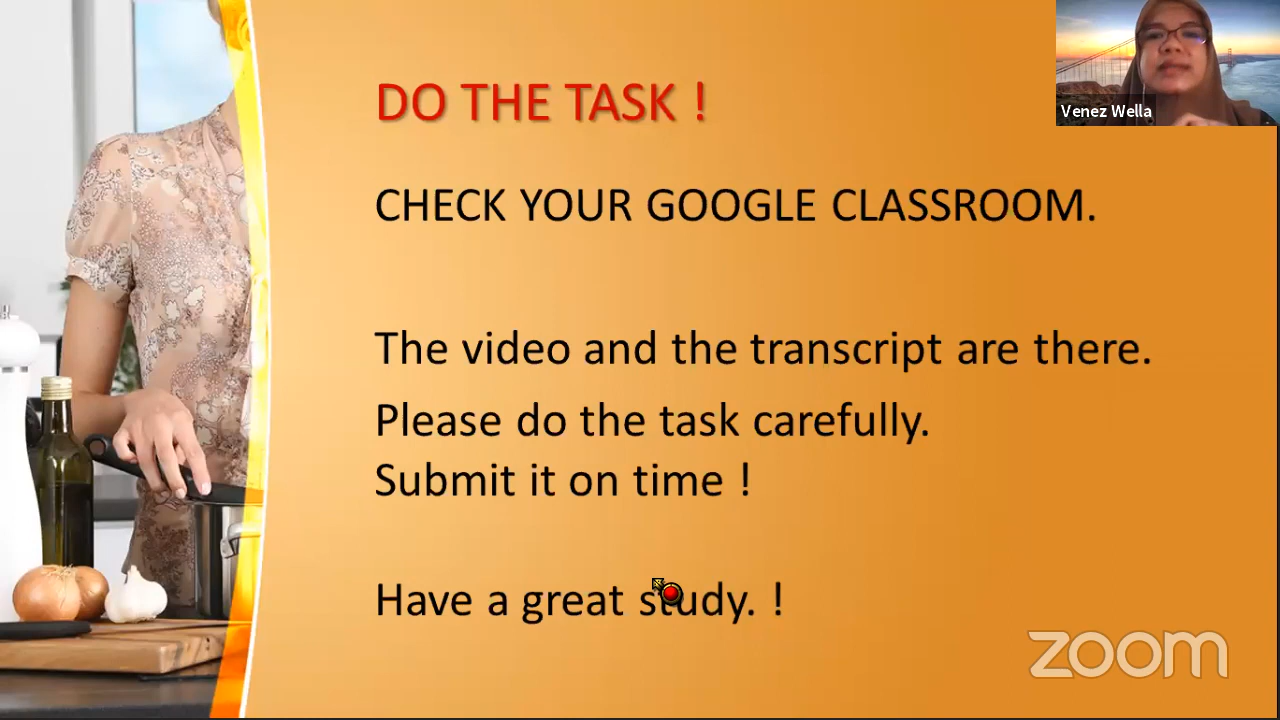 DO THE TASK !
Venez Wella
CHECK YOUR GOOGLE CLASSROOM.
The video and the transcript are there.
Please do the task carefully.
Submit it on time !
Have a great study. !
zoom